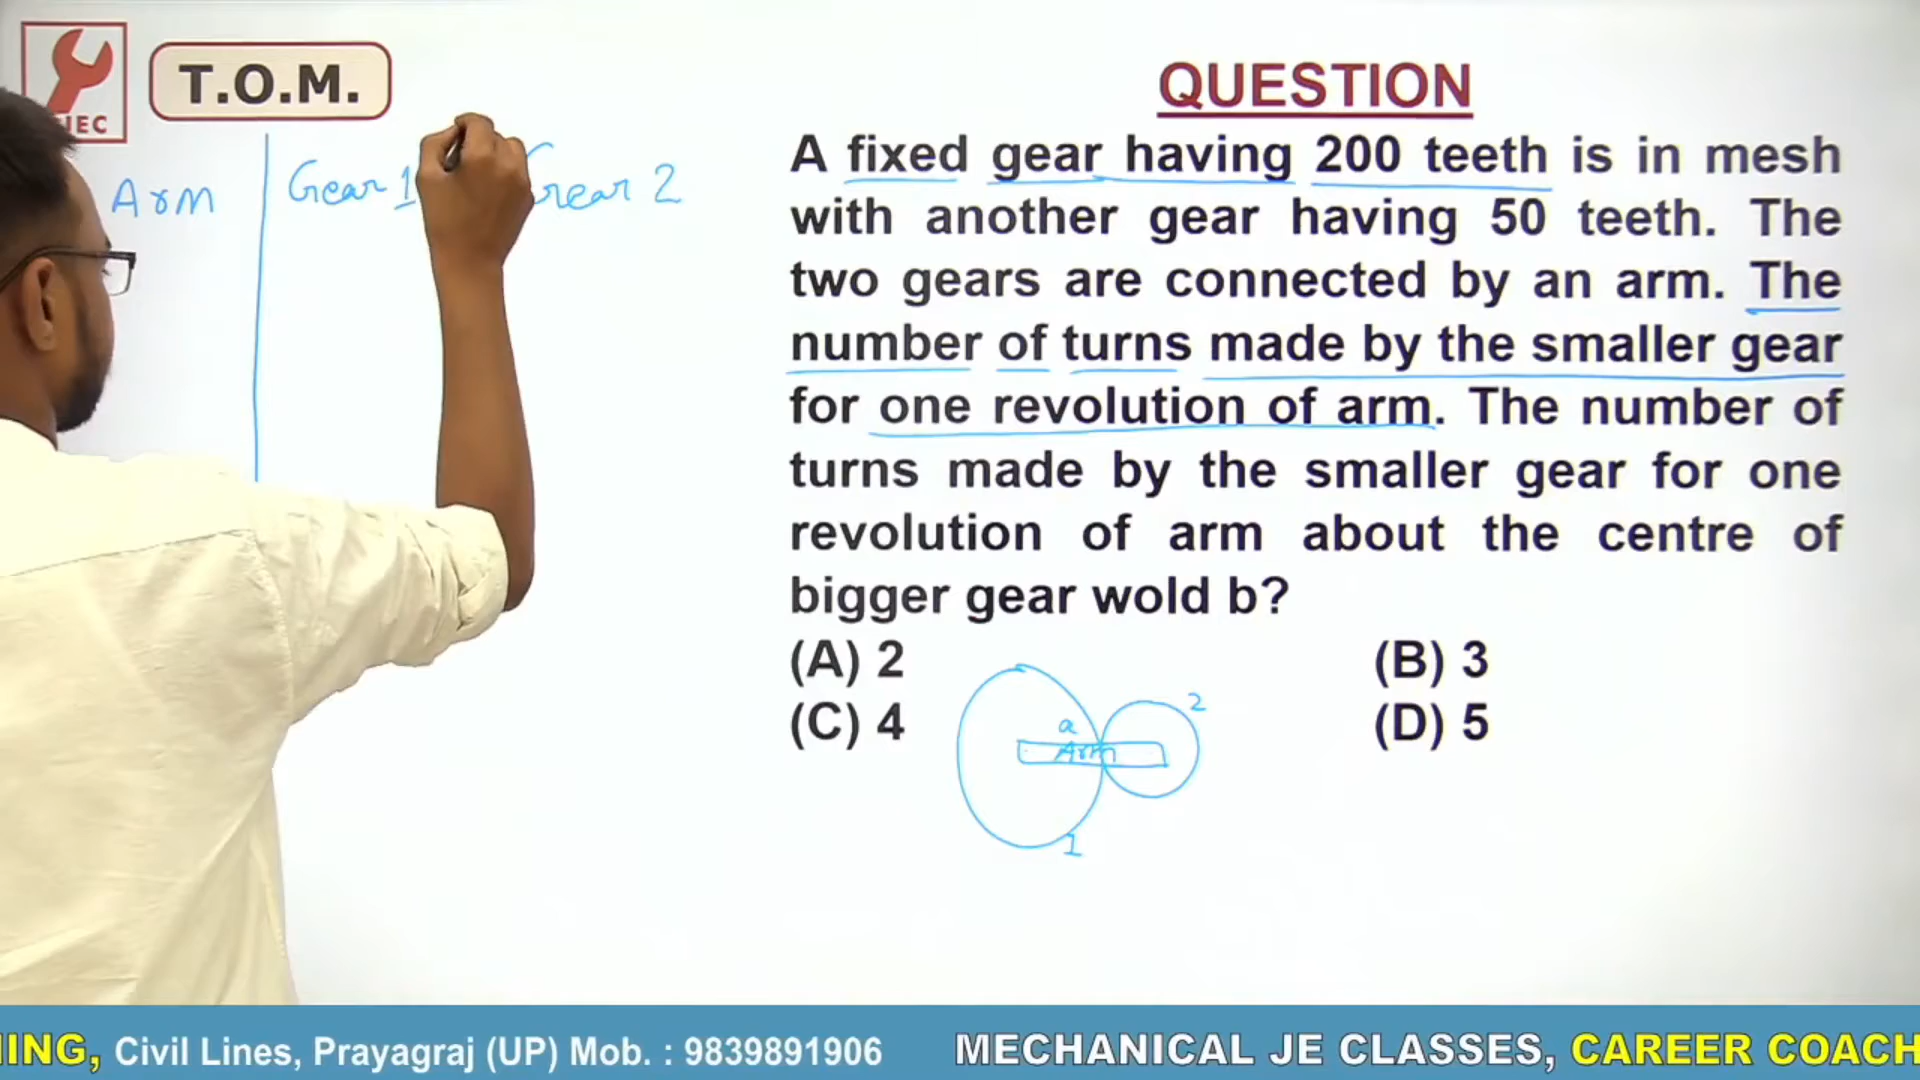 IEC
T.O.M.
Arm Gear 1 Gear 2
QUESTION
A fixed gear having 200 teeth is in mesh
with another gear having 50 teeth. The
two gears are connected by an arm. The
number of turns made by the smaller gear
for one revolution of arm. The number of
turns made by the smaller gear for one
revolution of arm about the centre of
bigger gear wold b?
(A) 2 (B) 3
(C) 4 (D) 5
a
Arm
2
1
Civil Lines, Prayagraj (UP) Mob. : 9839891906 MECHANICAL JE CLASSES, CAREER COACH